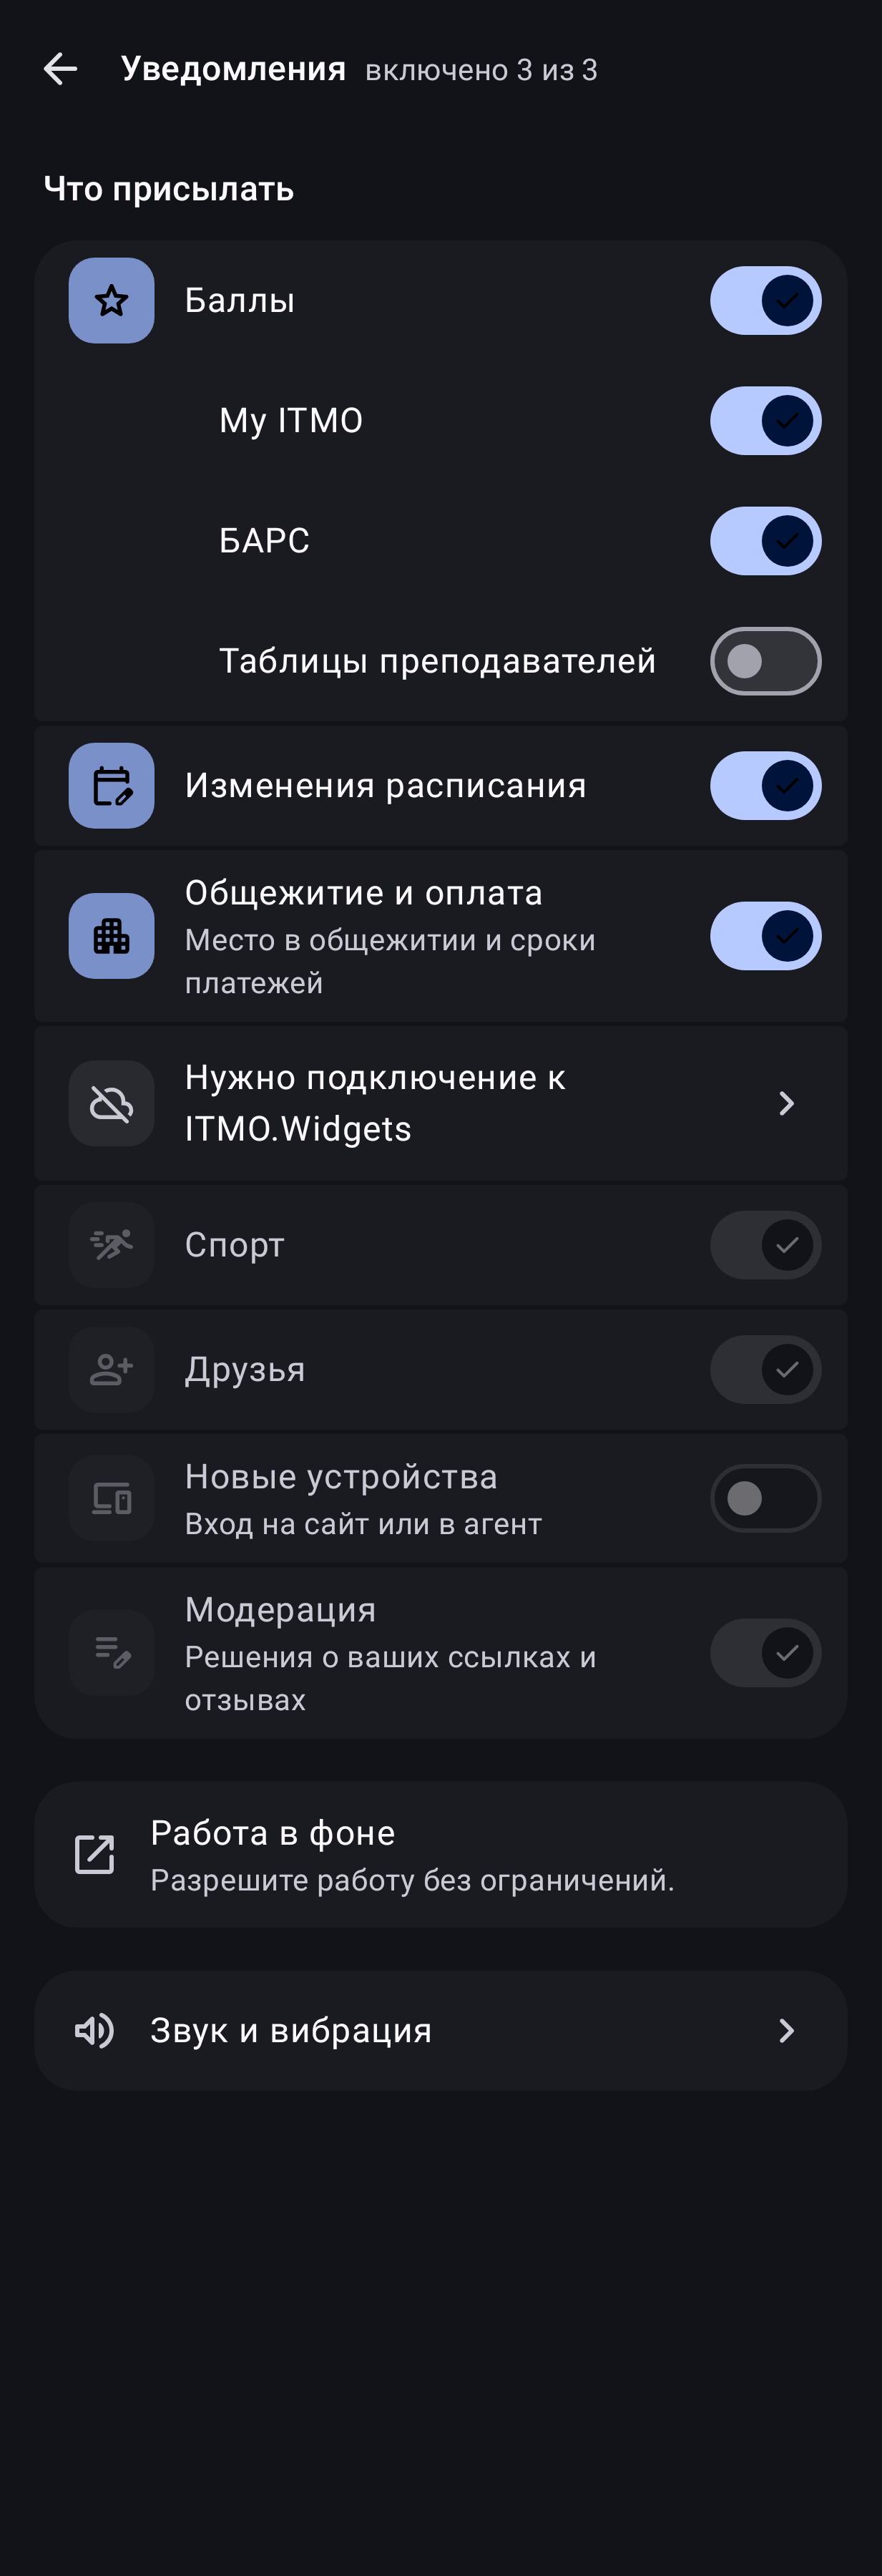 Уведомления включено 3 из 3
Что присылать
Баллы
My ITMO
БАРС
Таблицы преподавателей
Изменения расписания
Общежитие и оплата
Место в общежитии и сроки
платежей
Нужно подключение к
ITMO.Widgets
Спорт
Друзья
Новые устройства
Вход на сайт или в агент
Модерация
Решения о ваших ссылках и
отзывах
Работа в фоне
Разрешите работу без ограничений.
Звук и вибрация